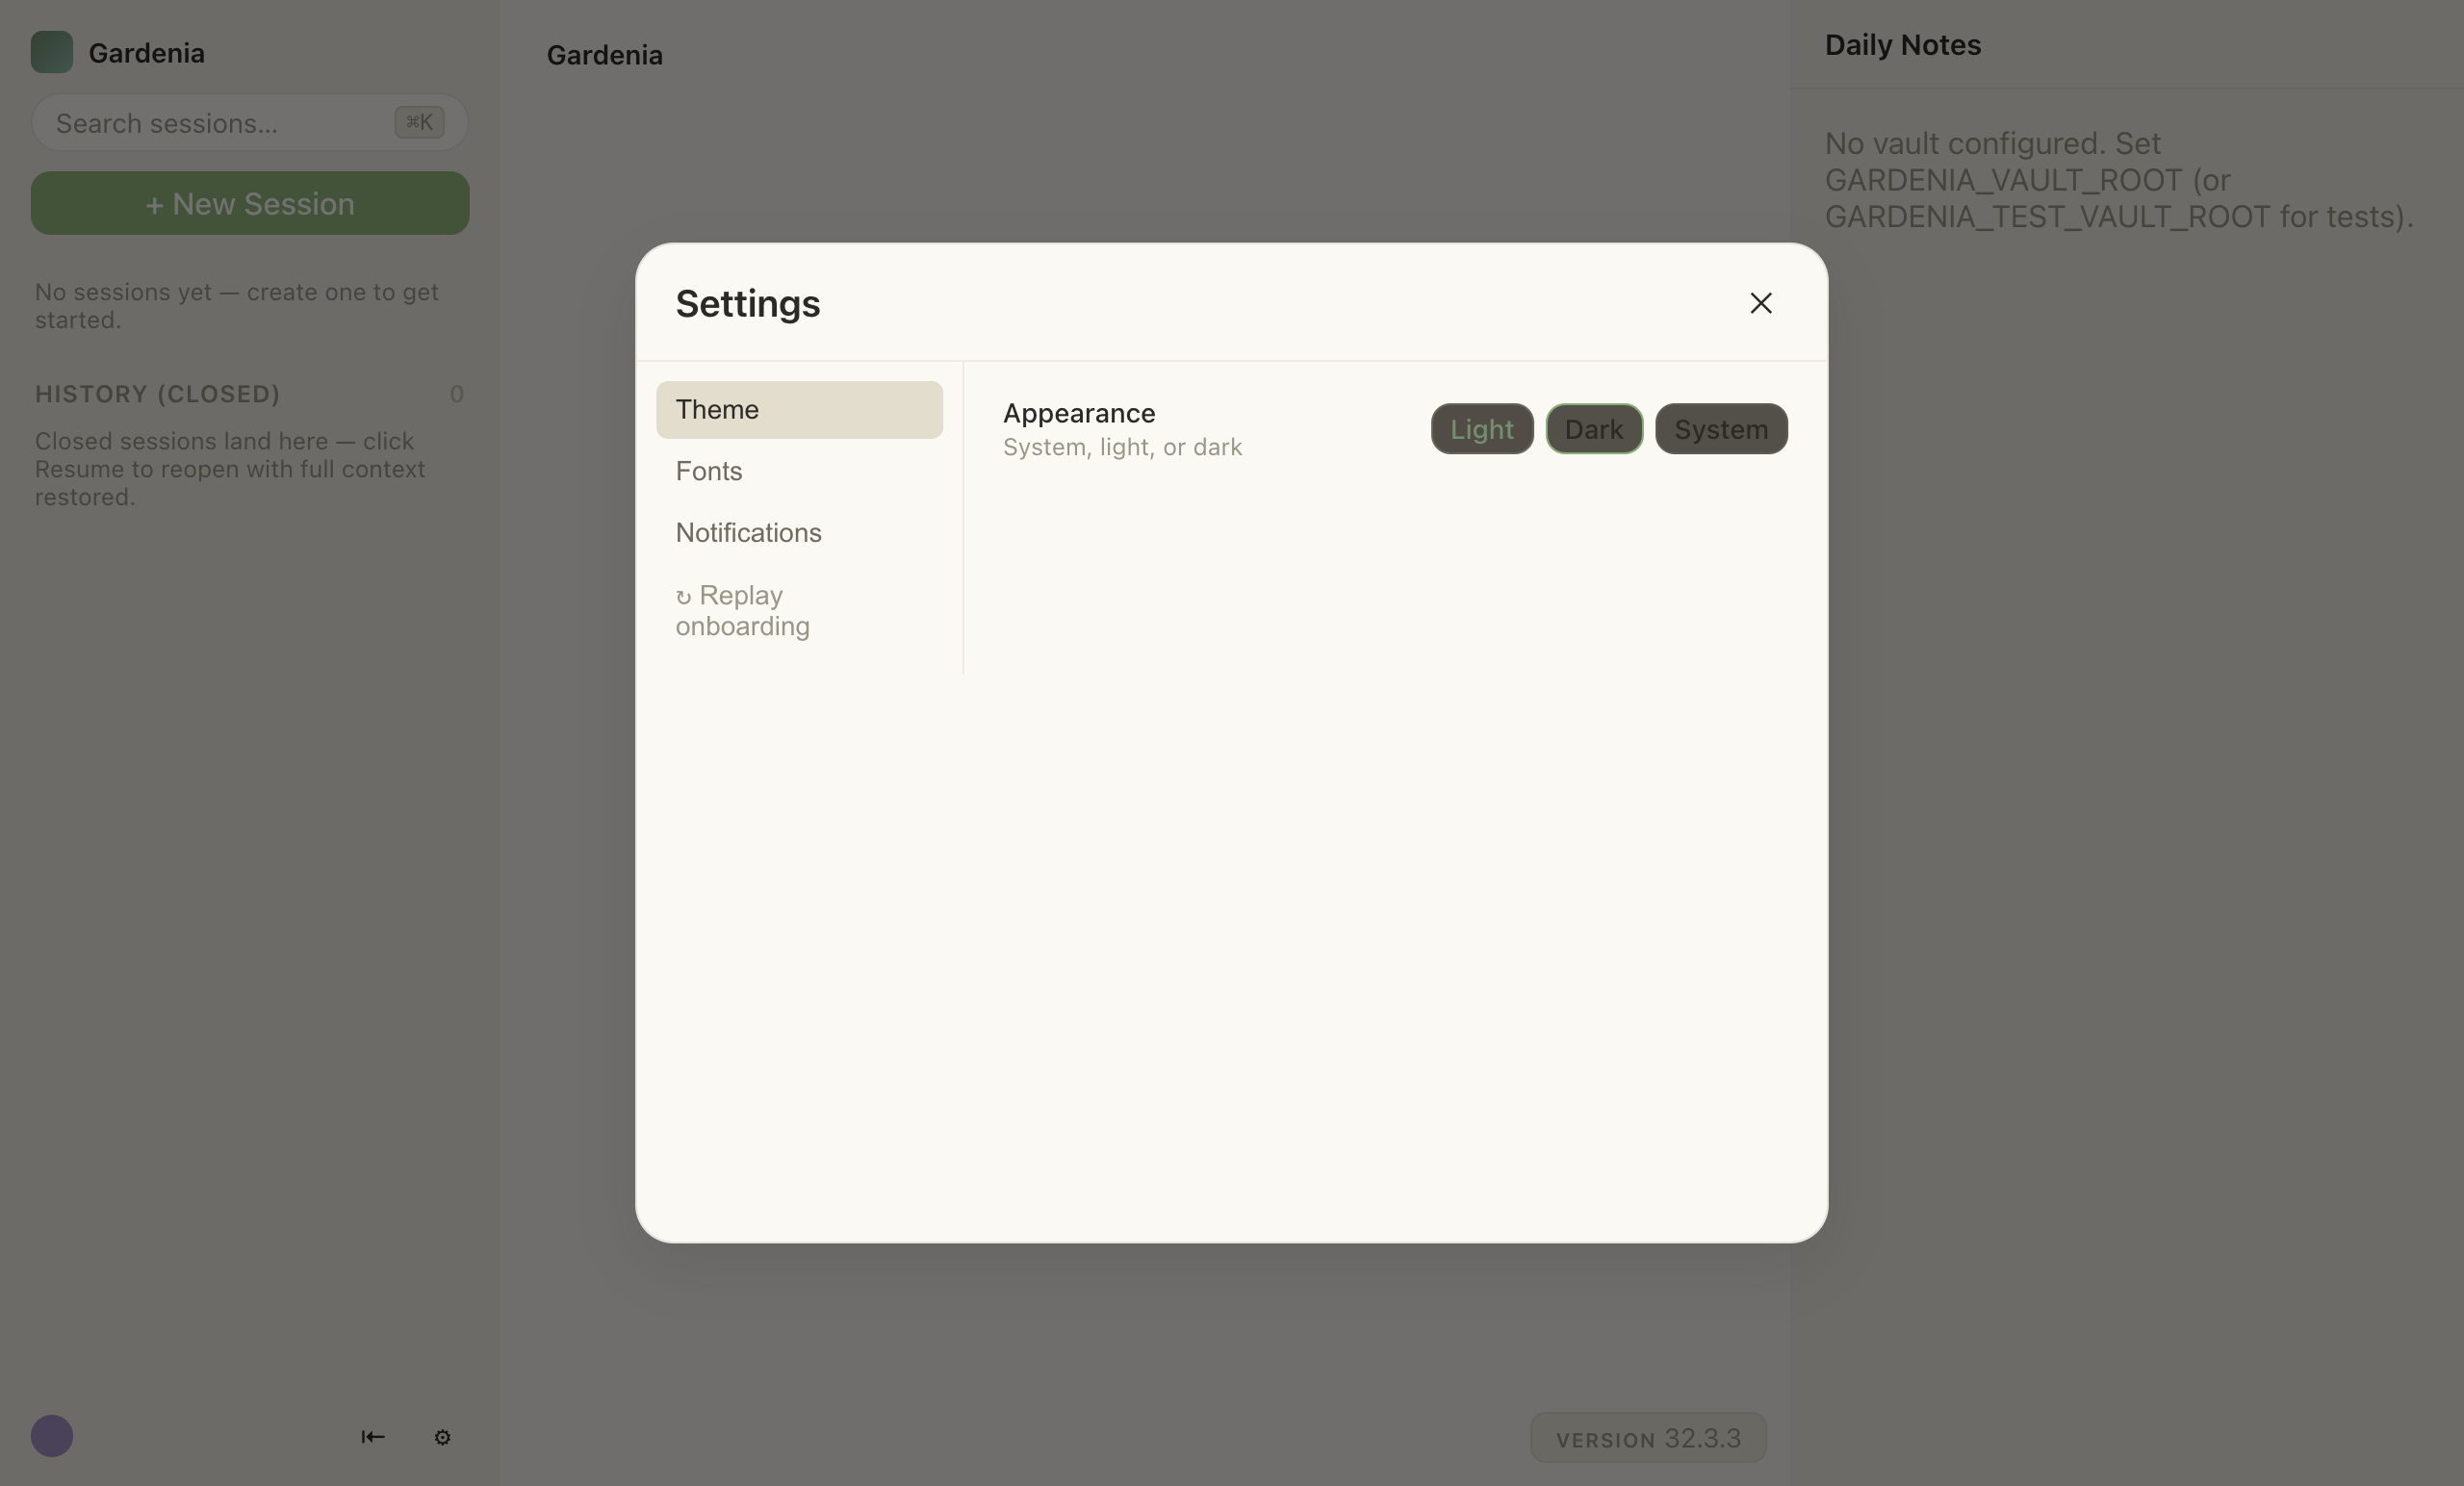 Gardenia
Search sessions...
⌘K
+ New Session
No sessions yet — create one to get
started.
HISTORY (CLOSED)
0
Closed sessions land here — click
Resume to reopen with full context
restored.
Gardenia
Daily Notes
No vault configured. Set
GARDENIA_VAULT_ROOT (or
GARDENIA_TEST_VAULT_ROOT for tests).
Settings
Theme
Fonts
Notifications
↻ Replay
onboarding
Appearance
System, light, or dark
Light
Dark
System
VERSION 32.3.3